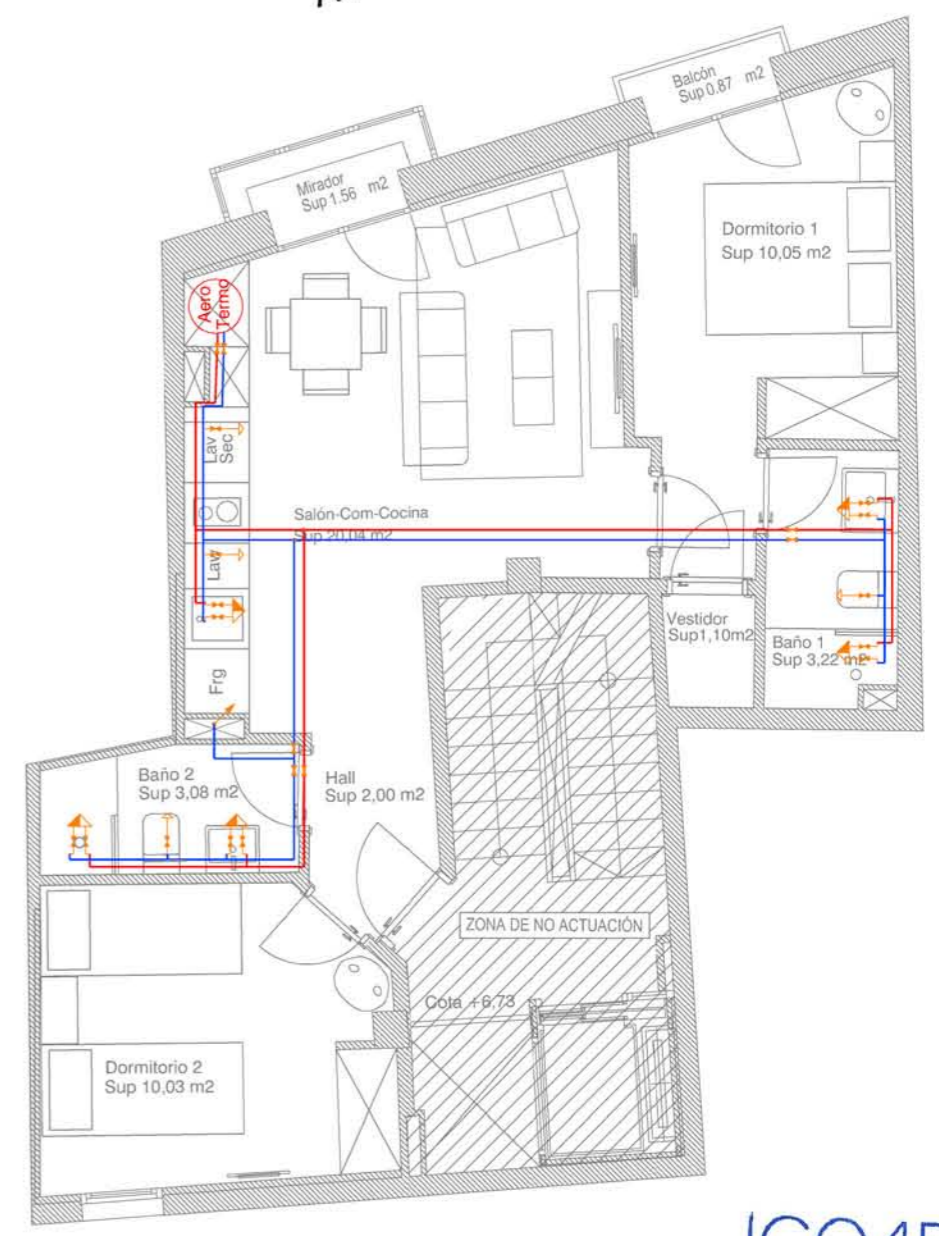 Balcón
Sup 0.87 m2
Mirador
Sup 1.56 m2
Dormitorio 1
Sup 10,05 m2
Aero
Termo
Lav
Sec
Salón-Com-Cocina
Sup 20,04 m2
Lav
Vestidor
Sup1,10m2
Baño 1
Sup 3,22 m2
Frg
Baño 2
Sup 3,08 m2
Hall
Sup 2,00 m2
ZONA DE NO ACTUACIÓN
Cota +6,73
Dormitorio 2
Sup 10,03 m2